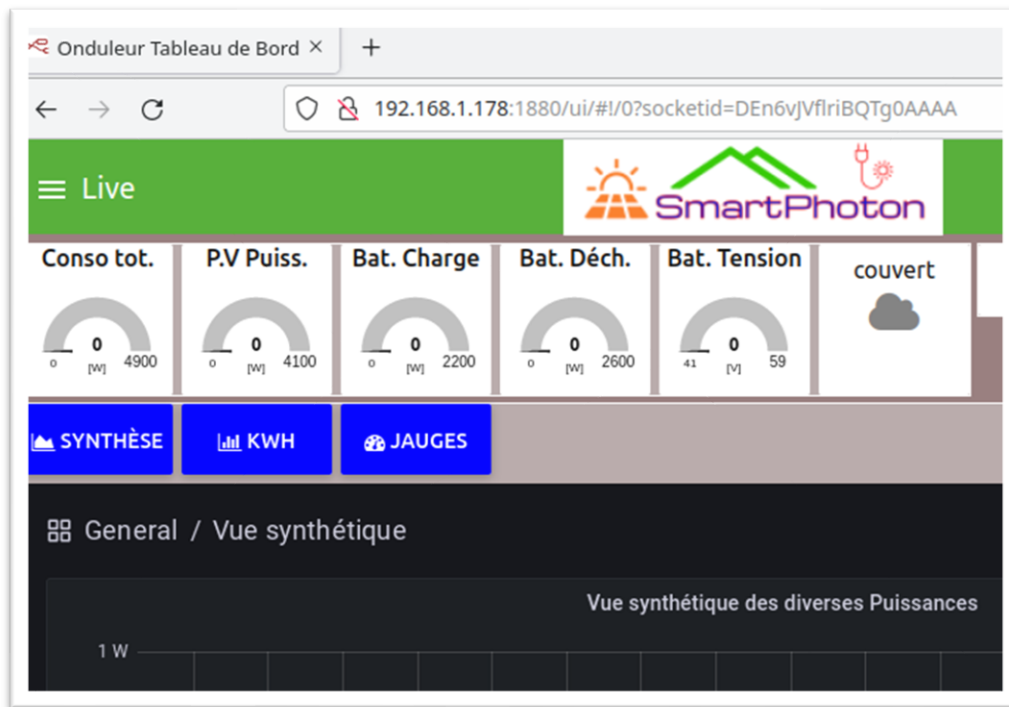 Onduleur Tableau de Bord × +
192.168.1.178:1880/ui/#!/0?socketid=DEn6vJVflriBQTg0AAAA
Live
SmartPhoton
Conso tot. P.V Puiss. Bat. Charge Bat. Déch. Bat. Tension couvert
0 0 0 0 0
0 [W] 4900 0 [W] 4100 0 [W] 2200 0 [W] 2600 41 [V] 59
SYNTHÈSE KWH JAUGES
General / Vue synthétique
Vue synthétique des diverses Puissances
1 W